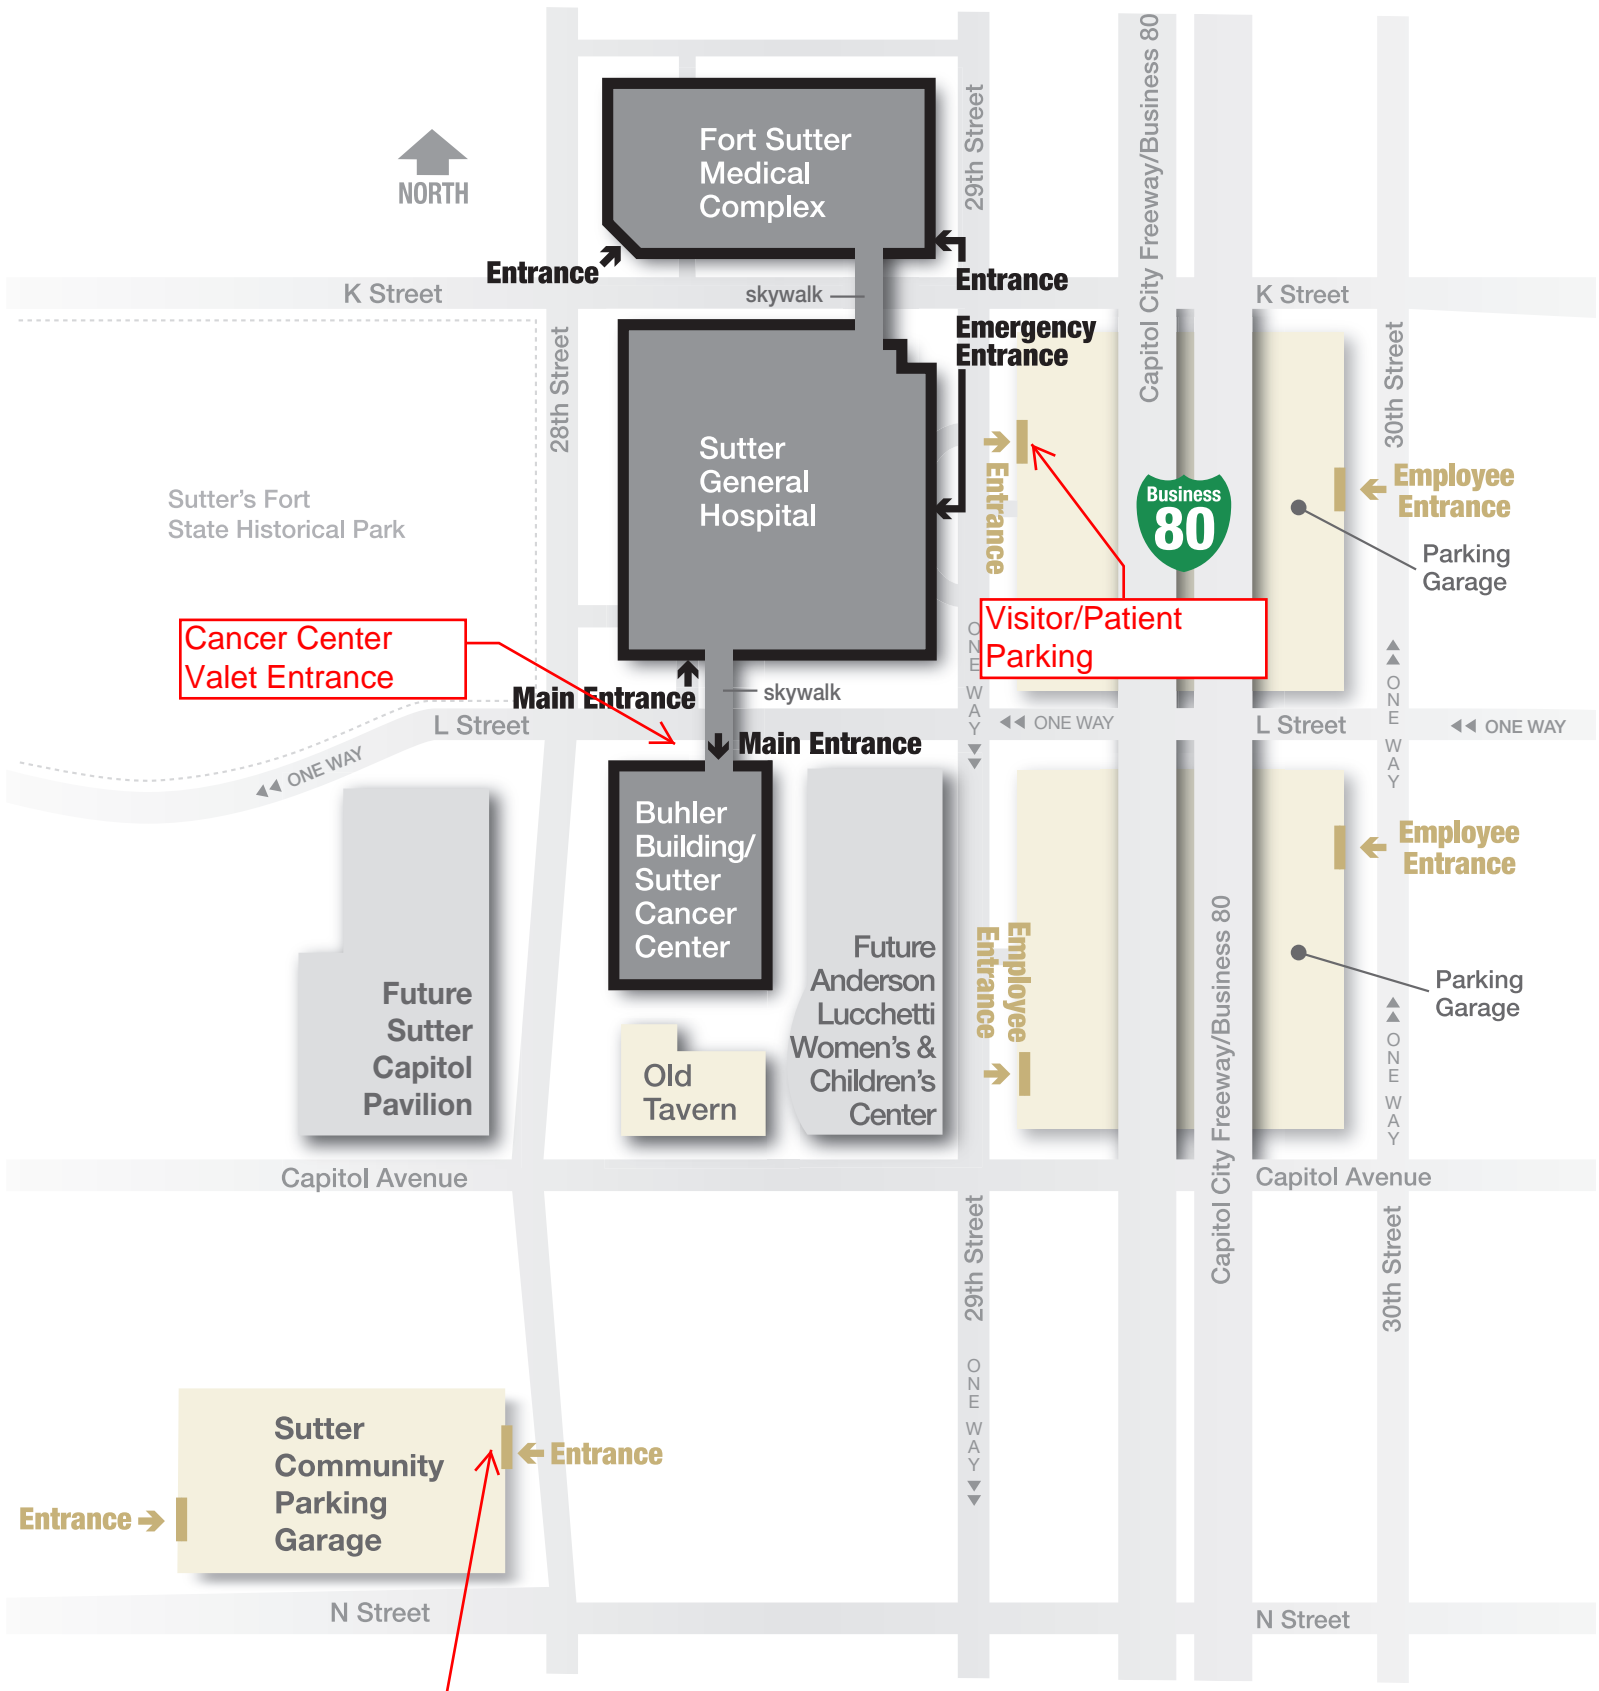 Capitol City Freeway/Business 80
29th Street
Fort Sutter
Medical
Complex
NORTH
Entrance
Entrance
K Street
skywalk
K Street
28th Street
Emergency
Entrance
30th Street
Sutter
General
Hospital
Entrance
Business
80
Employee
Entrance
Sutter's Fort
State Historical Park
Parking
Garage
Cancer Center
Valet Entrance
Visitor/Patient
Parking
ONE WAY
ONE WAY
Main Entrance
skywalk
L Street
ONE WAY
L Street
ONE WAY
Main Entrance
ONE WAY
Buhler
Building/
Sutter
Cancer
Center
Employee
Entrance
Future
Anderson
Lucchetti
Women's &
Children's
Center
Employee
Entrance
Capitol City Freeway/Business 80
Parking
Garage
Future
Sutter
Capitol
Pavilion
Old
Tavern
ONE WAY
Capitol Avenue
Capitol Avenue
29th Street
30th Street
ONE WAY
Sutter
Community
Parking
Garage
Entrance
Entrance
N Street
N Street